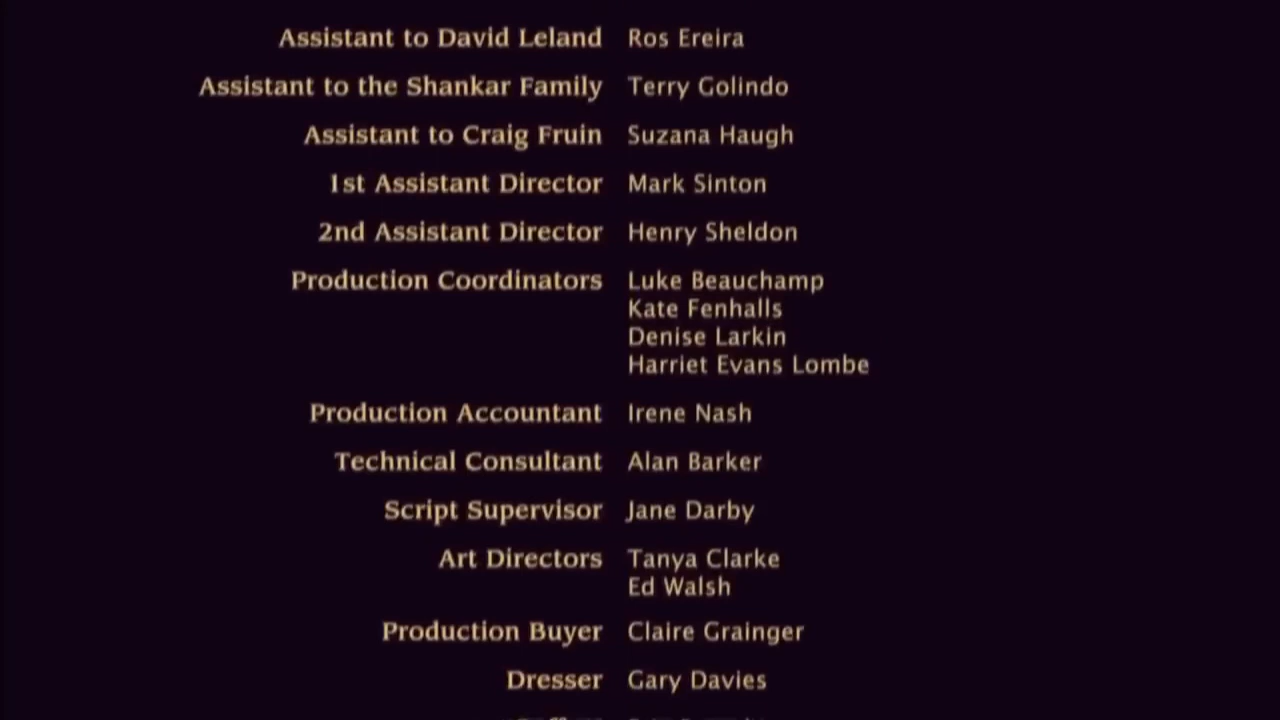 Assistant to David Leland Ros Ereira
Assistant to the Shankar Family Terry Golindo
Assistant to Craig Fruin Suzana Haugh
1st Assistant Director Mark Sinton
2nd Assistant Director Henry Sheldon
Production Coordinators Luke Beauchamp
Kate Fenhalls
Denise Larkin
Harriet Evans Lombe
Production Accountant Irene Nash
Technical Consultant Alan Barker
Script Supervisor Jane Darby
Art Directors Tanya Clarke
Ed Walsh
Production Buyer Claire Grainger
Dresser Gary Davies